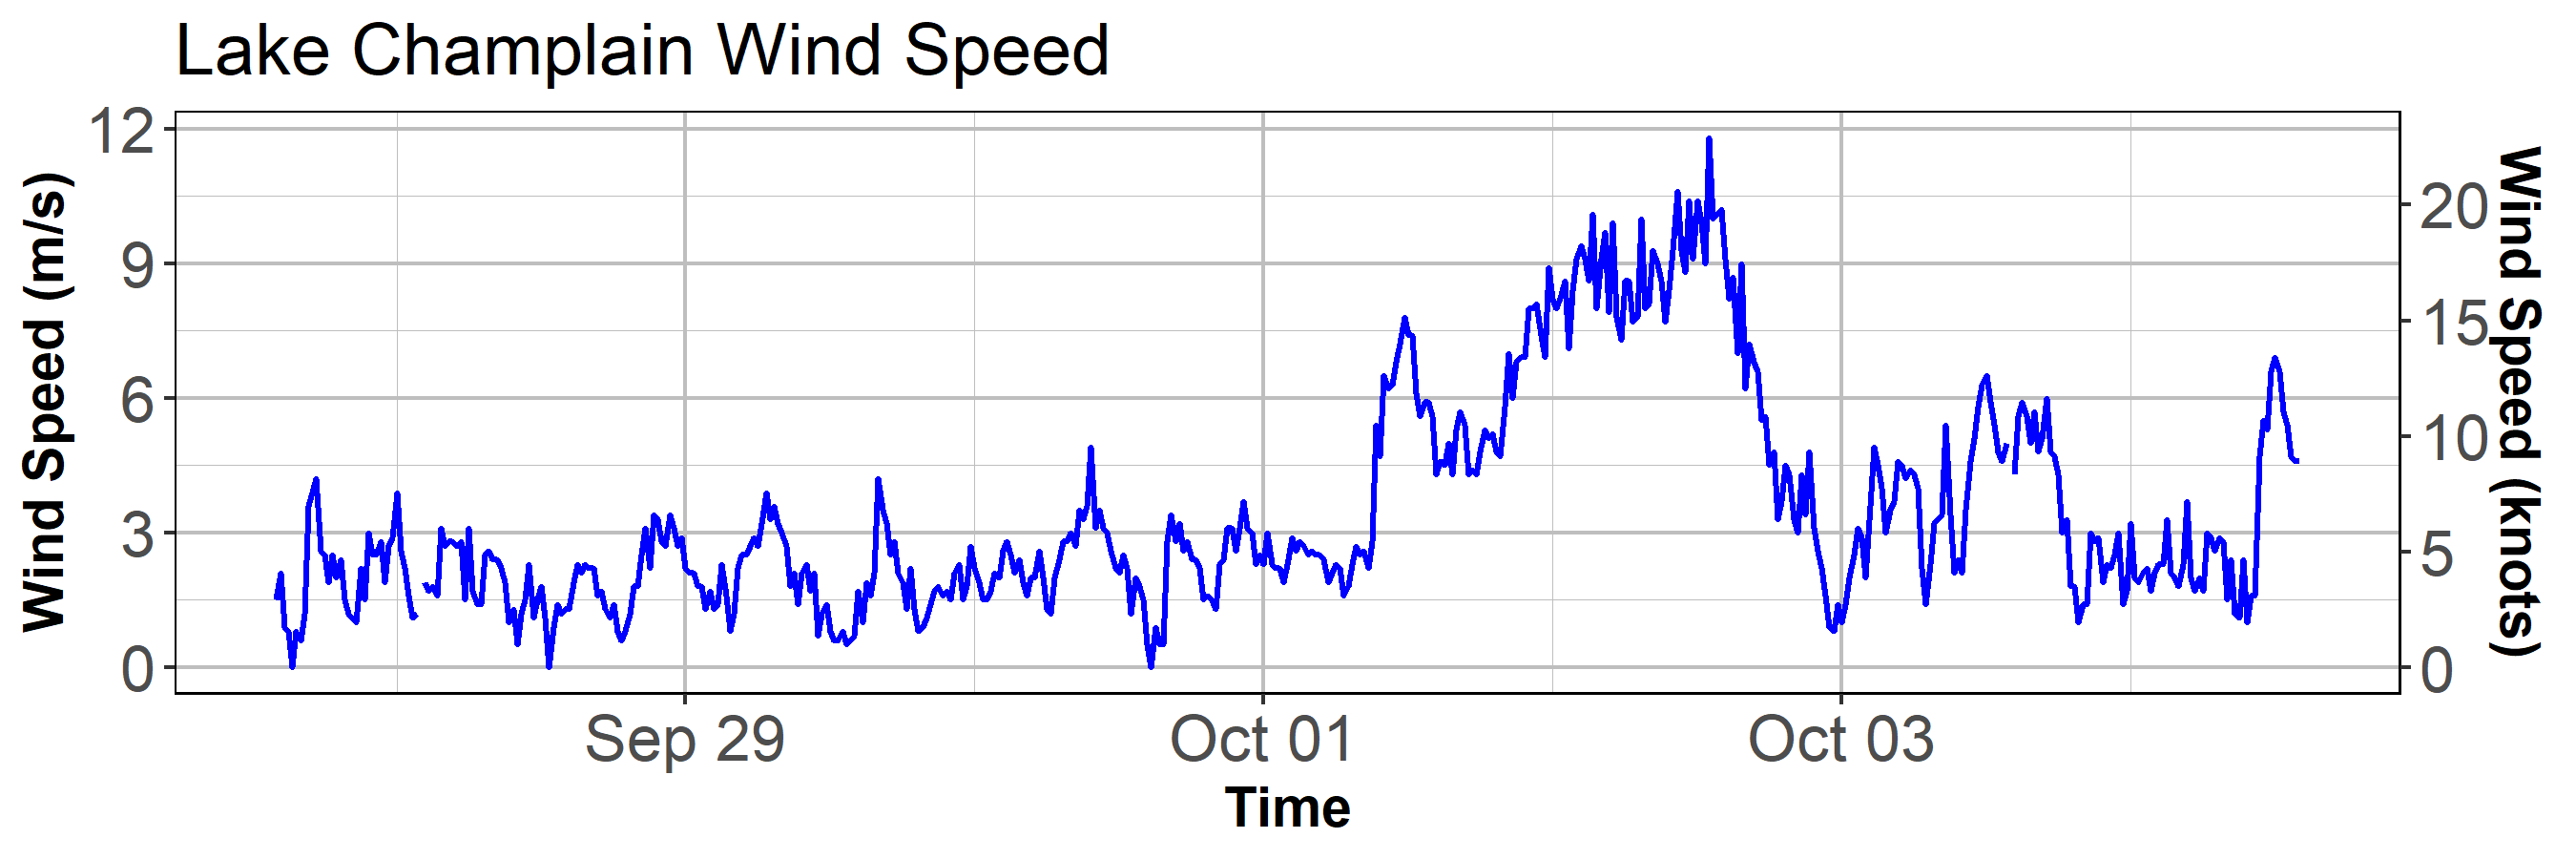 Lake Champlain Wind Speed
12
9
6
3
0
Wind Speed (m/s)
20
15
10
5
0
Wind Speed (knots)
Sep 29
Oct 01
Oct 03
Time